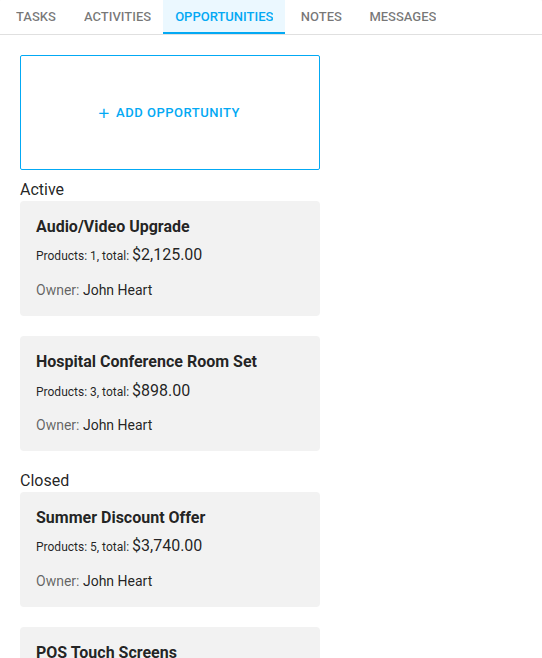 TASKS ACTIVITIES OPPORTUNITIES NOTES MESSAGES
+ ADD OPPORTUNITY
Active
Audio/Video Upgrade
Products: 1, total: $2,125.00
Owner: John Heart
Hospital Conference Room Set
Products: 3, total: $898.00
Owner: John Heart
Closed
Summer Discount Offer
Products: 5, total: $3,740.00
Owner: John Heart
POS Touch Screens